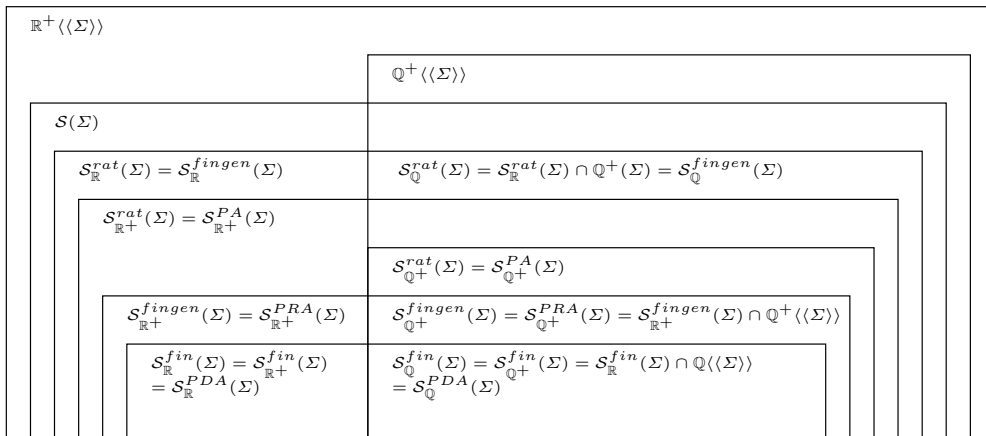 ℝ⁺⟨⟨Σ⟩⟩
ℚ⁺⟨⟨Σ⟩⟩
𝒮(Σ)
𝒮_ℝ^{rat}(Σ) = 𝒮_ℝ^{fingen}(Σ)
𝒮_ℚ^{rat}(Σ) = 𝒮_ℝ^{rat}(Σ) ∩ ℚ⁺(Σ) = 𝒮_ℚ^{fingen}(Σ)
𝒮_{ℝ⁺}^{rat}(Σ) = 𝒮_{ℝ⁺}^{PA}(Σ)
𝒮_{ℚ⁺}^{rat}(Σ) = 𝒮_{ℚ⁺}^{PA}(Σ)
𝒮_{ℝ⁺}^{fingen}(Σ) = 𝒮_{ℝ⁺}^{PRA}(Σ)
𝒮_{ℚ⁺}^{fingen}(Σ) = 𝒮_{ℚ⁺}^{PRA}(Σ) = 𝒮_{ℝ⁺}^{fingen}(Σ) ∩ ℚ⁺⟨⟨Σ⟩⟩
𝒮_ℝ^{fin}(Σ) = 𝒮_{ℝ⁺}^{fin}(Σ)
= 𝒮_ℝ^{PDA}(Σ)
𝒮_ℚ^{fin}(Σ) = 𝒮_{ℚ⁺}^{fin}(Σ) = 𝒮_ℝ^{fin}(Σ) ∩ ℚ⟨⟨Σ⟩⟩
= 𝒮_ℚ^{PDA}(Σ)